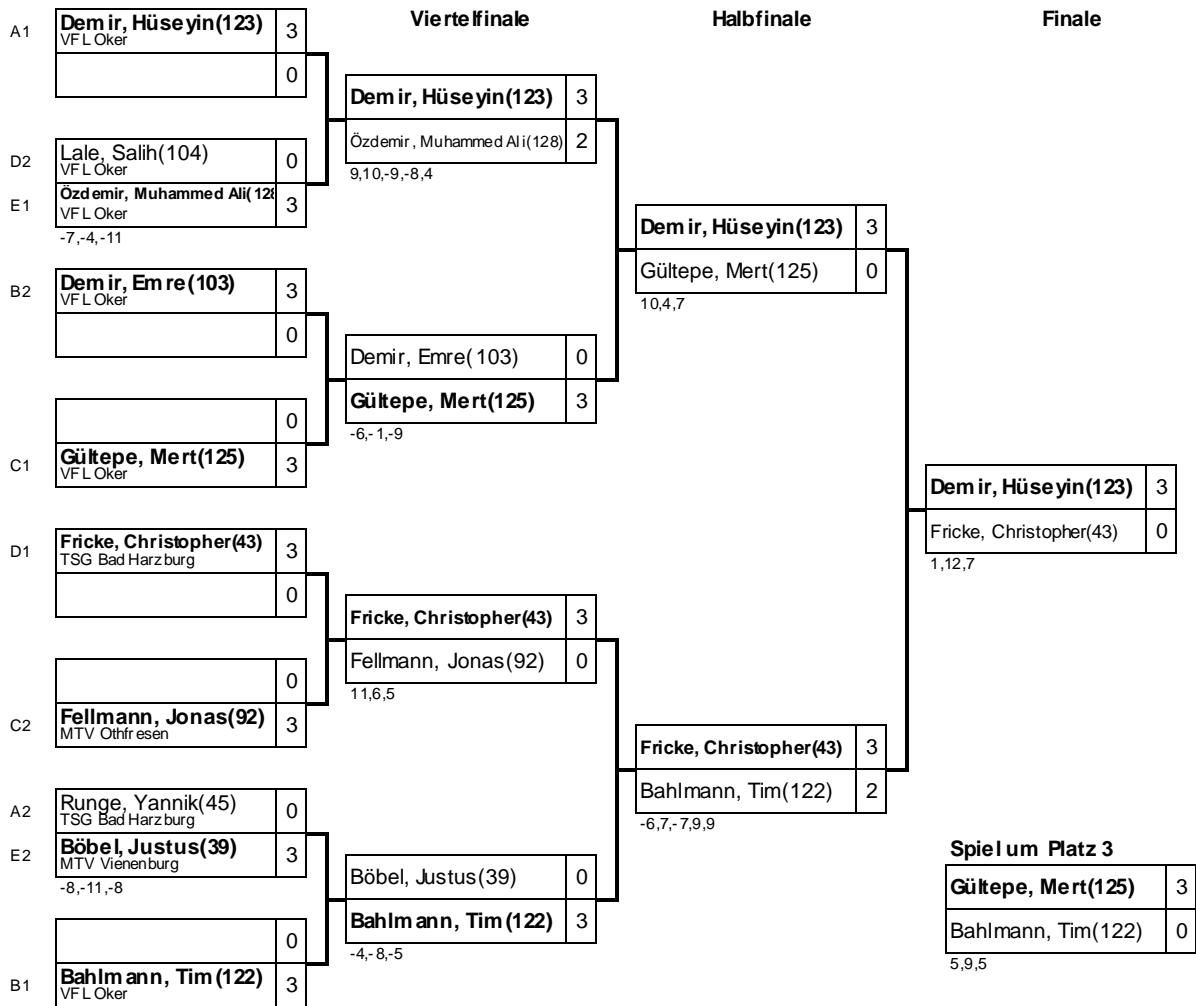 Viertelfinale
Halbfinale
Finale
A1
Demir, Hüseyin(123) 3
VFL Oker
0
D2
Lale, Salih(104) 0
VFL Oker
E1
Özdemir, Muhammed Ali(128 3
VFL Oker
-7,-4,-11
B2
Demir, Emre(103) 3
VFL Oker
0
0
C1
Gültepe, Mert(125) 3
VFL Oker
D1
Fricke, Christopher(43) 3
TSG Bad Harzburg
0
0
C2
Fellmann, Jonas(92) 3
MTV Othfresen
A2
Runge, Yannik(45) 0
TSG Bad Harzburg
E2
Böbel, Justus(39) 3
MTV Vienenburg
-8,-11,-8
0
B1
Bahlmann, Tim(122) 3
VFL Oker
Demir, Hüseyin(123) 3
Özdemir, Muhammed Ali(128) 2
9,10,-9,-8,4
Demir, Emre(103) 0
Gültepe, Mert(125) 3
-6,-1,-9
Fricke, Christopher(43) 3
Fellmann, Jonas(92) 0
11,6,5
Böbel, Justus(39) 0
Bahlmann, Tim(122) 3
-4,-8,-5
Demir, Hüseyin(123) 3
Gültepe, Mert(125) 0
10,4,7
Fricke, Christopher(43) 3
Bahlmann, Tim(122) 2
-6,7,-7,9,9
Demir, Hüseyin(123) 3
Fricke, Christopher(43) 0
1,12,7
Spiel um Platz 3
Gültepe, Mert(125) 3
Bahlmann, Tim(122) 0
5,9,5